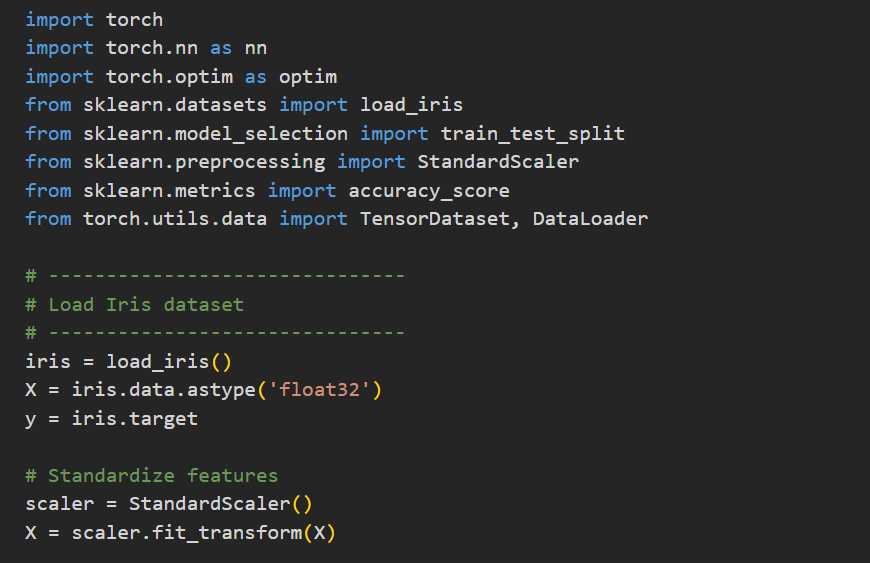 import torch
import torch.nn as nn
import torch.optim as optim
from sklearn.datasets import load_iris
from sklearn.model_selection import train_test_split
from sklearn.preprocessing import StandardScaler
from sklearn.metrics import accuracy_score
from torch.utils.data import TensorDataset, DataLoader

# -------------------------------
# Load Iris dataset
# -------------------------------
iris = load_iris()
X = iris.data.astype('float32')
y = iris.target

# Standardize features
scaler = StandardScaler()
X = scaler.fit_transform(X)